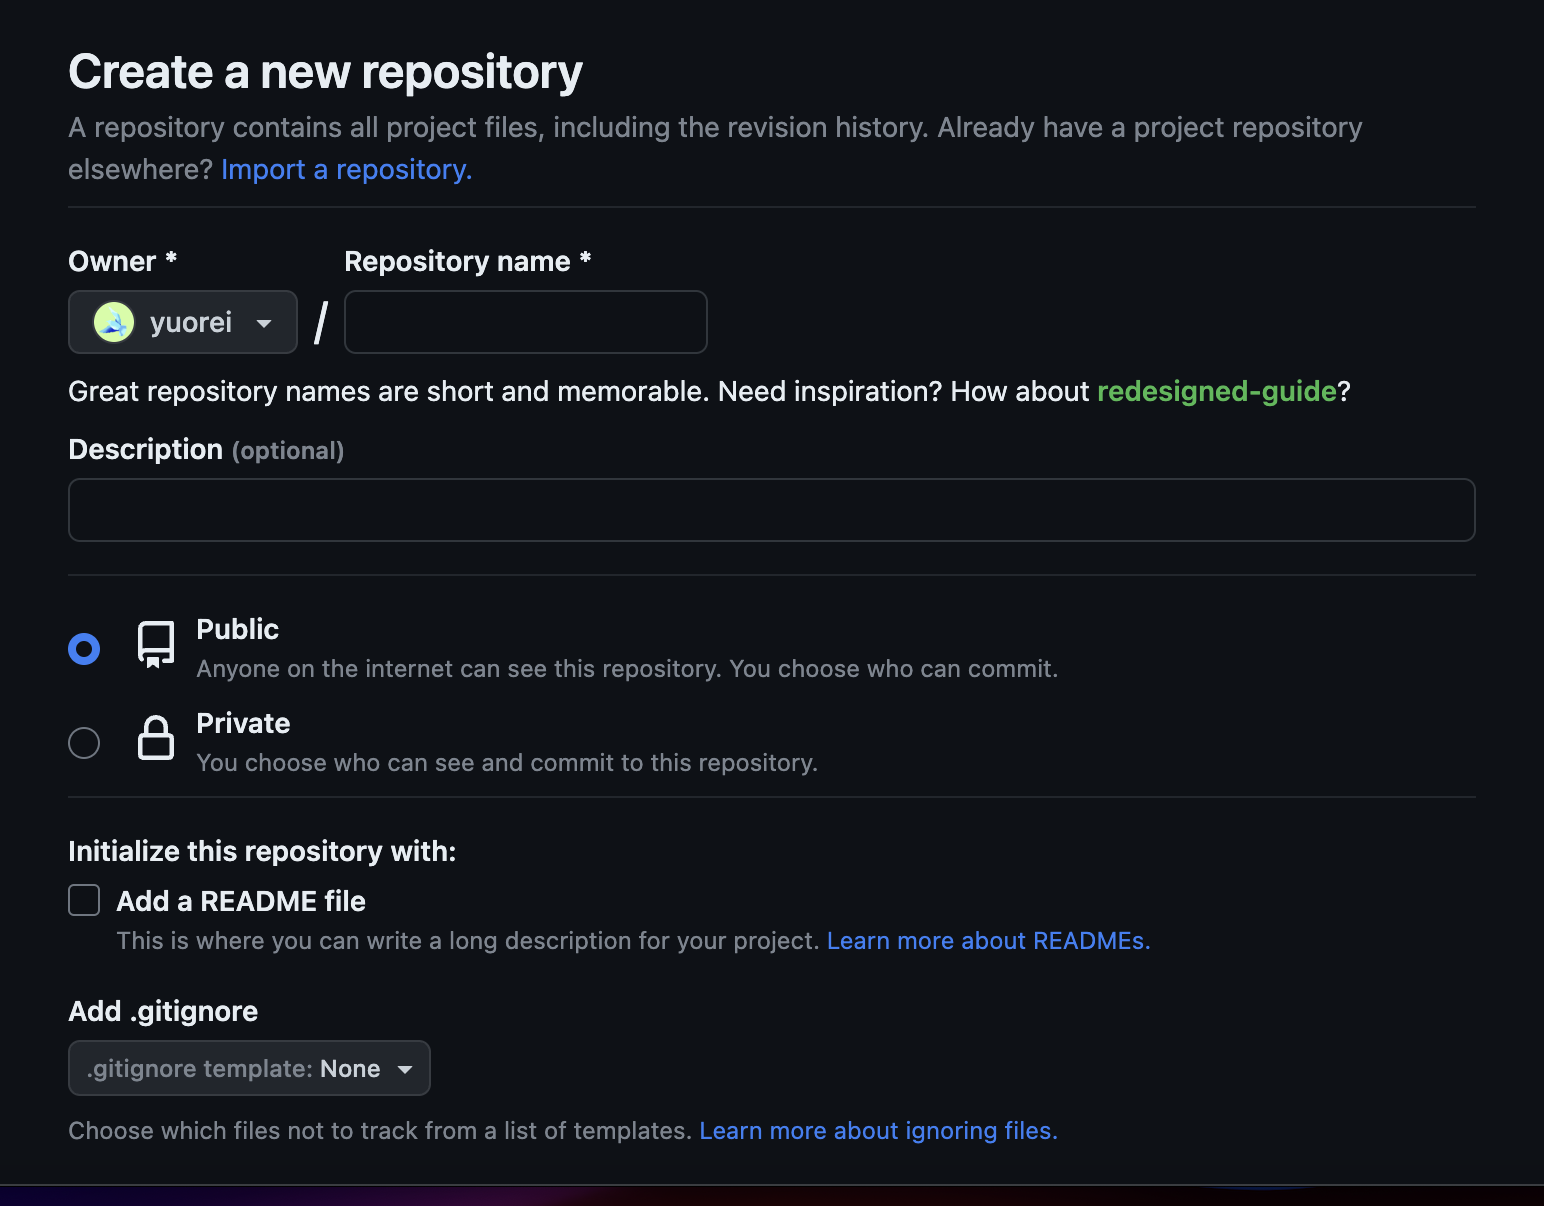 Create a new repository
A repository contains all project files, including the revision history. Already have a project repository
elsewhere? Import a repository.
Owner *
Repository name *
yuorei
/
Great repository names are short and memorable. Need inspiration? How about redesigned-guide?
Description (optional)
Public
Anyone on the internet can see this repository. You choose who can commit.
Private
You choose who can see and commit to this repository.
Initialize this repository with:
Add a README file
This is where you can write a long description for your project. Learn more about READMEs.
Add .gitignore
.gitignore template: None
Choose which files not to track from a list of templates. Learn more about ignoring files.